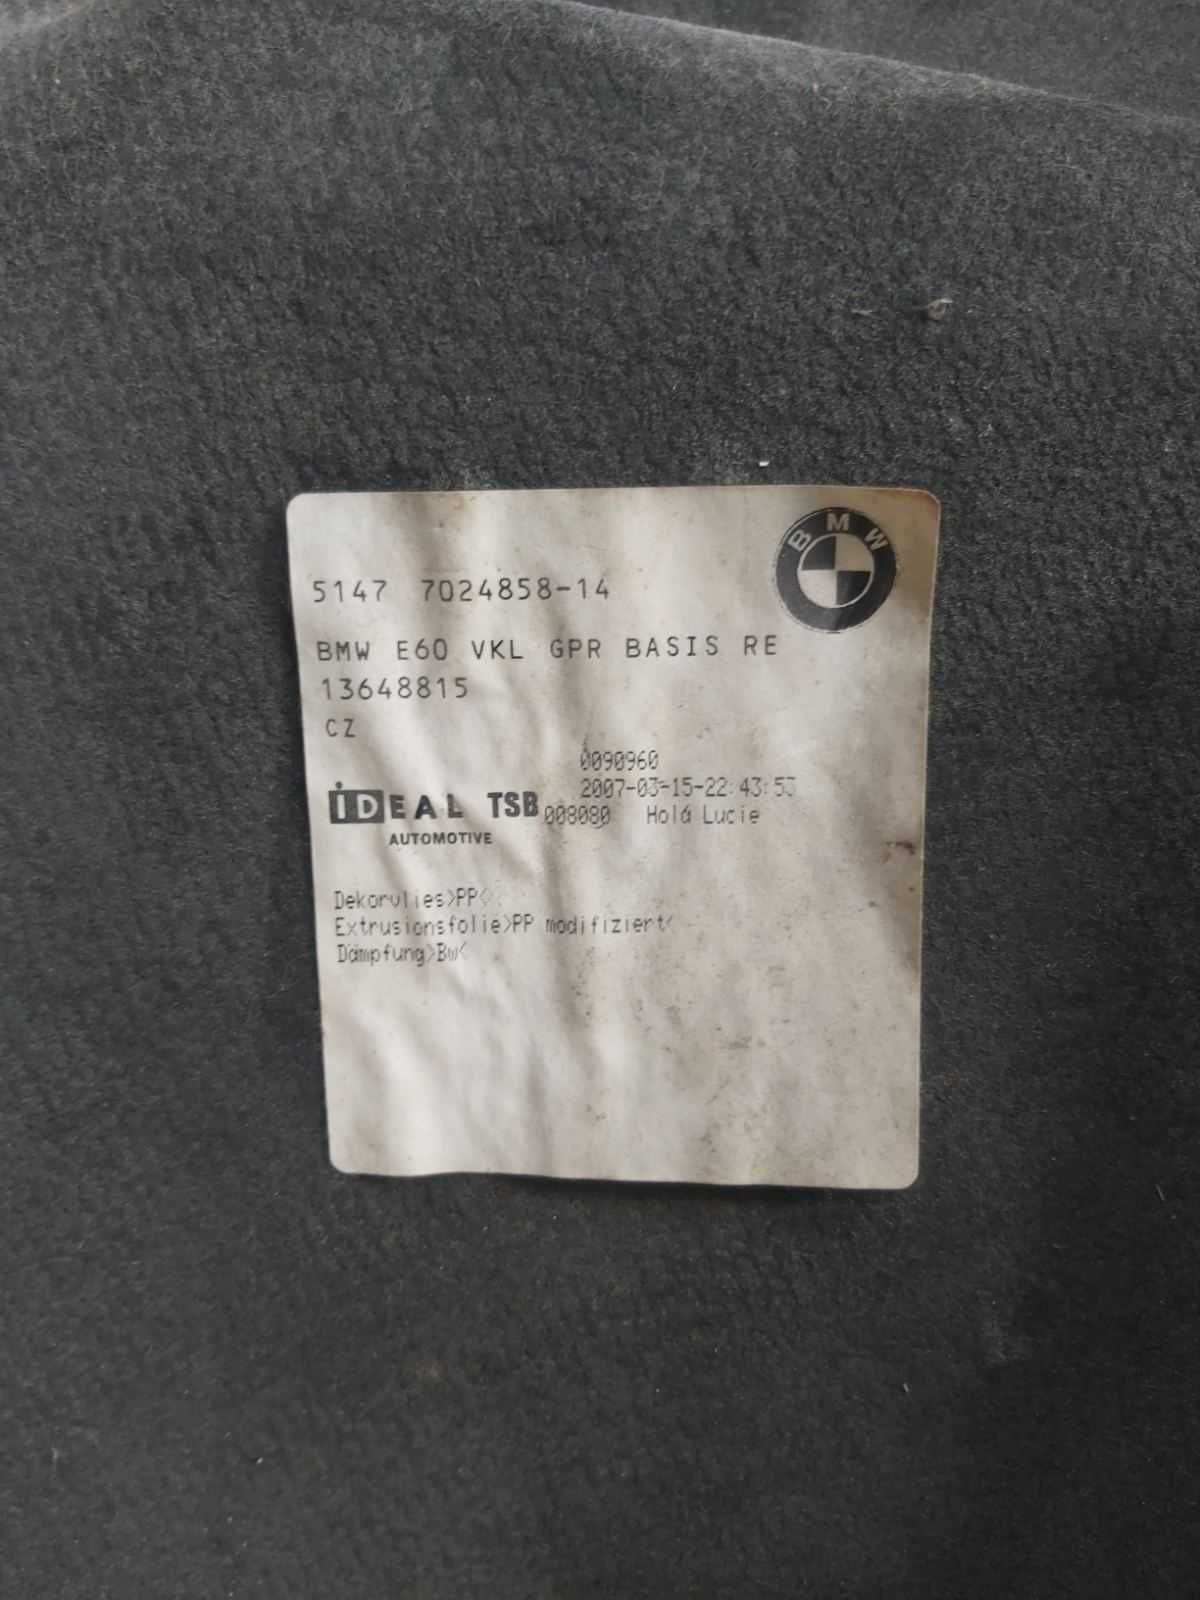 BMW
5147 7024858-14
BMW E60 VKL GPR BASIS RE
13648815
CZ
0090960
2007-03-15-22:43:53
iDEAL TSB 008080 Holá Lucie
AUTOMOTIVE
Dekorvlies>PP<
Extrusionsfolie>PP modifiziert<
Dämpfung>Bw<